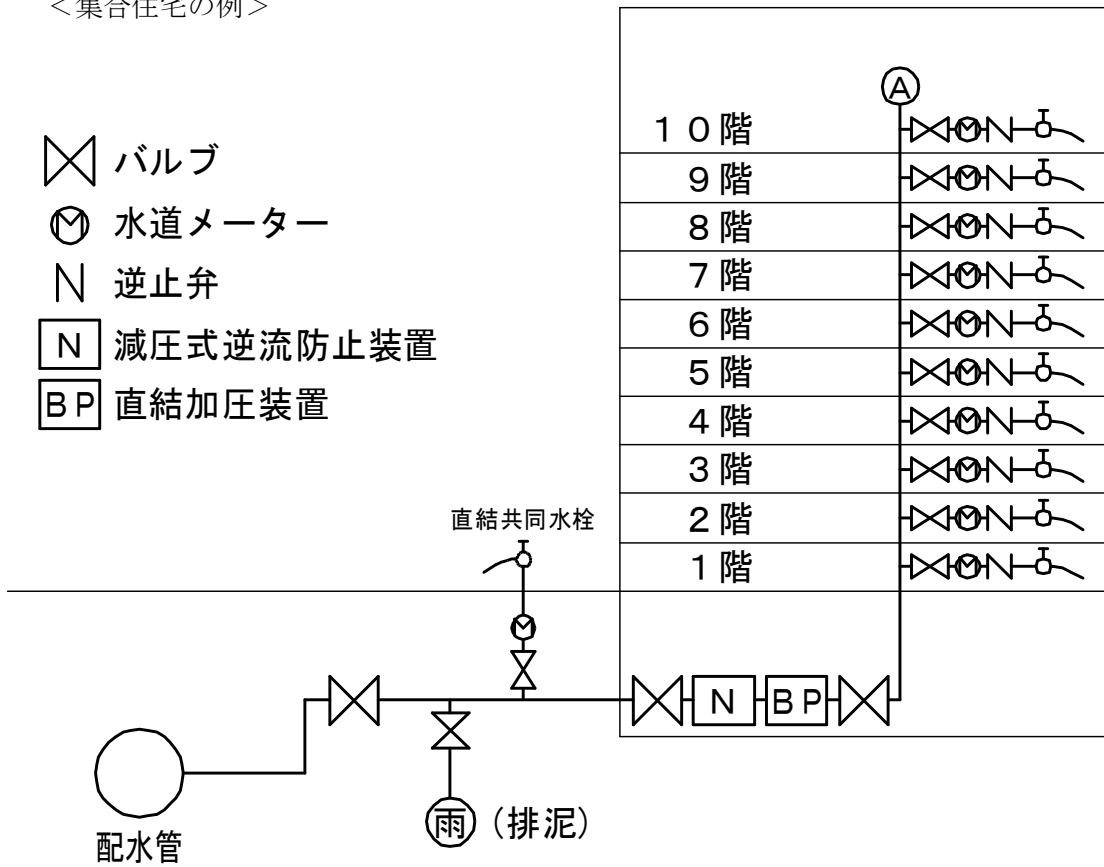 <集合住宅の例>
バルブ
Ⓜ 水道メーター
N 逆止弁
N 減圧式逆流防止装置
BP 直結加圧装置
A
10階
M N
9階
M N
8階
M N
7階
M N
6階
M N
5階
M N
4階
M N
3階
M N
2階
M N
1階
M N
直結共同水栓
M
N
BP
雨 (排泥)
配水管